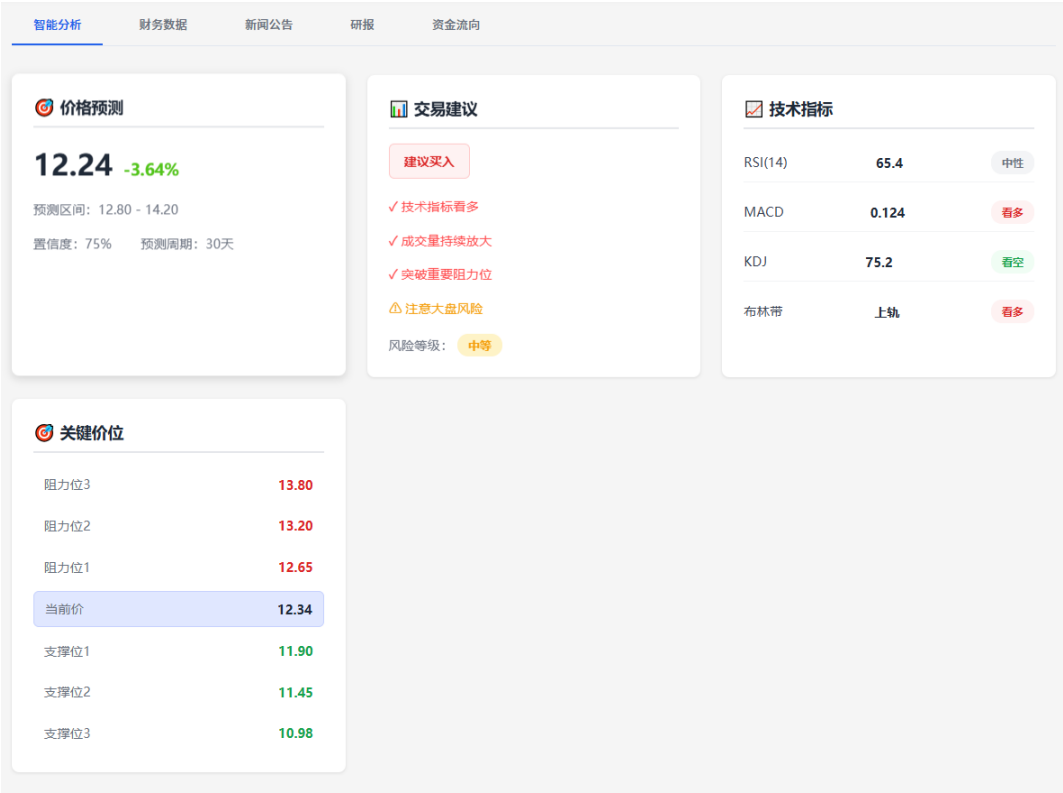 智能分析 财务数据 新闻公告 研报 资金流向
价格预测
12.24 -3.64%
预测区间：12.80 - 14.20
置信度：75% 预测周期：30天
交易建议
建议买入
✓ 技术指标看多
✓ 成交量持续放大
✓ 突破重要阻力位
⚠ 注意大盘风险
风险等级： 中等
技术指标
RSI(14) 65.4 中性
MACD 0.124 看多
KDJ 75.2 看空
布林带 上轨 看多
关键价位
阻力位3 13.80
阻力位2 13.20
阻力位1 12.65
当前价 12.34
支撑位1 11.90
支撑位2 11.45
支撑位3 10.98